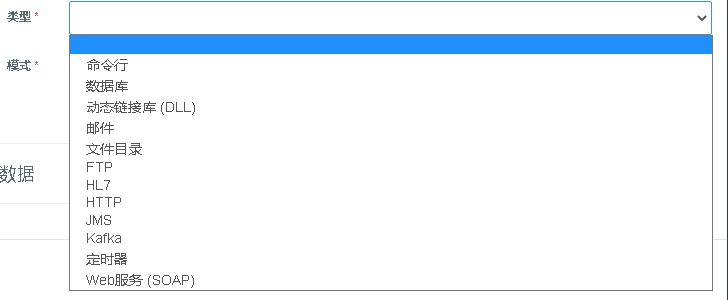 类型 *
模式 *
命令行
数据库
动态链接库 (DLL)
邮件
文件目录
FTP
HL7
HTTP
JMS
Kafka
定时器
Web服务 (SOAP)
数据